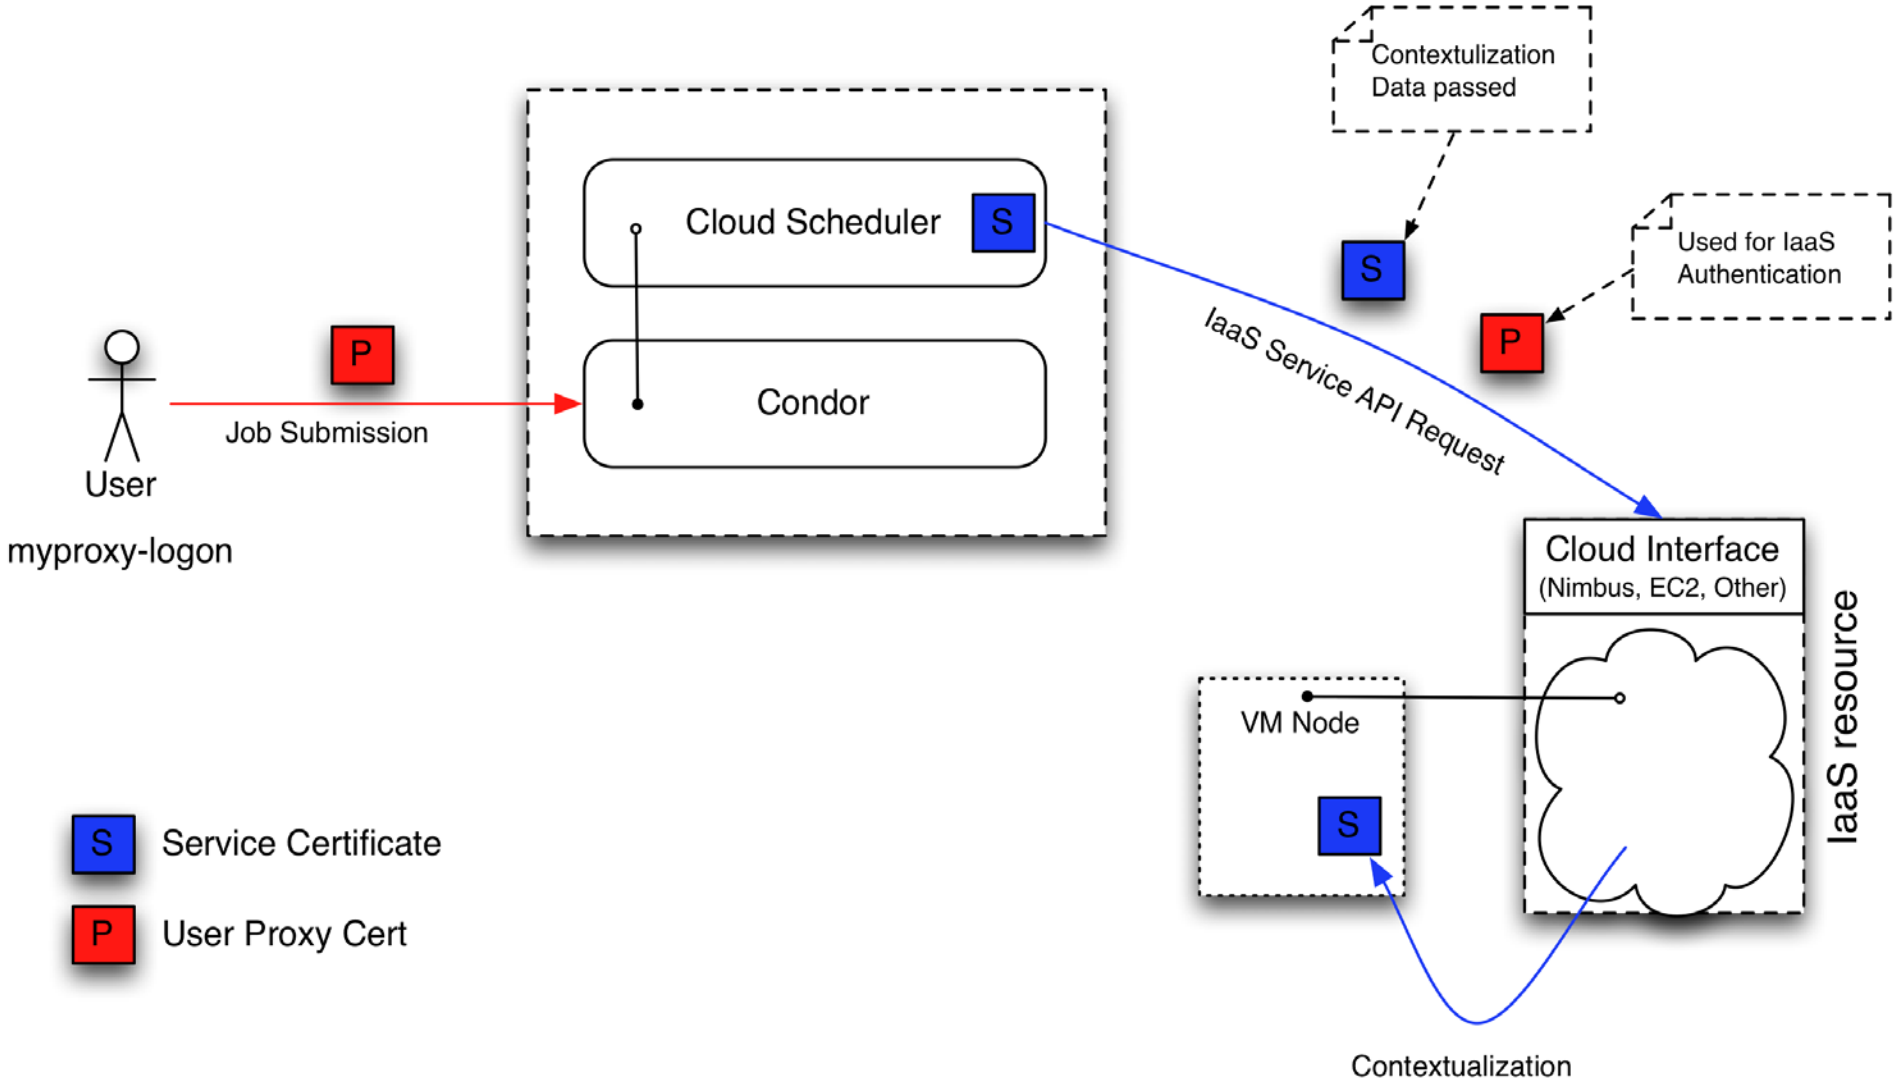 Contextulization
Data passed
Used for IaaS
Authentication
Cloud Scheduler
S
S
P
P
IaaS Service API Request
Job Submission
Condor
User
myproxy-logon
Cloud Interface
(Nimbus, EC2, Other)
IaaS resource
VM Node
S
S
Service Certificate
P
User Proxy Cert
Contextualization